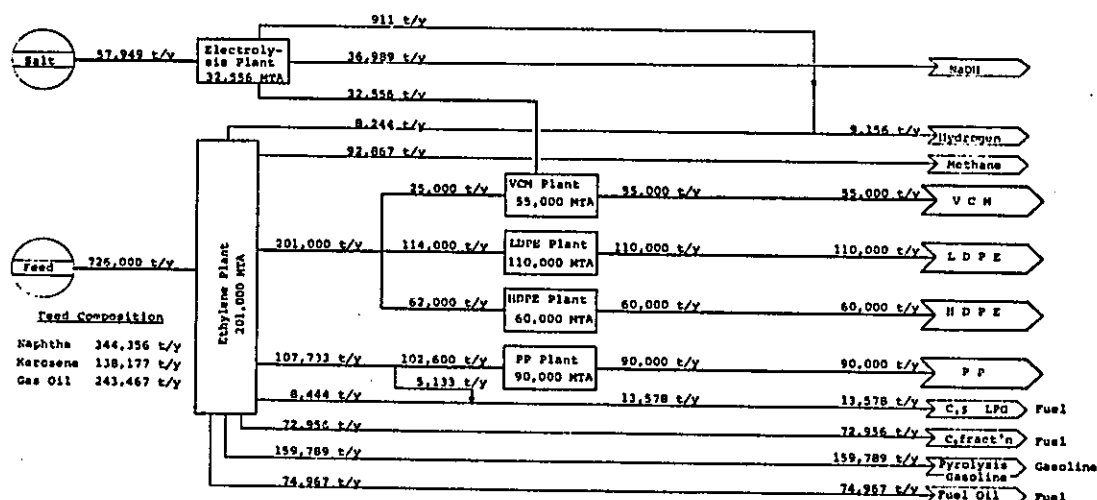 911 t/y
Salt
57,949 t/y
Electroly-
sis Plant
32,556 MTA
36,989 t/y
NaOH
32,556 t/y
8,244 t/y
9,156 t/y
Hydrogen
92,867 t/y
Methane
25,000 t/y
VCM Plant
55,000 MTA
55,000 t/y
55,000 t/y
V C M
Feed
726,000 t/y
Ethylene Plant
201,000 MTA
201,000 t/y
114,000 t/y
LDPE Plant
110,000 MTA
110,000 t/y
110,000 t/y
L D P E
62,000 t/y
HDPE Plant
60,000 MTA
60,000 t/y
60,000 t/y
H D P E
Feed Composition
Naphtha 344,356 t/y
Kerosene 138,177 t/y
Gas Oil 243,467 t/y
107,733 t/y
102,600 t/y
PP Plant
90,000 MTA
90,000 t/y
90,000 t/y
P P
5,133 t/y
8,444 t/y
13,578 t/y
13,578 t/y
LPG
Fuel
72,956 t/y
72,956 t/y
fract'n
Fuel
159,789 t/y
159,789 t/y
Pyrolysis
Gasoline
Gasoline
74,967 t/y
74,967 t/y
Fuel Oil
Fuel